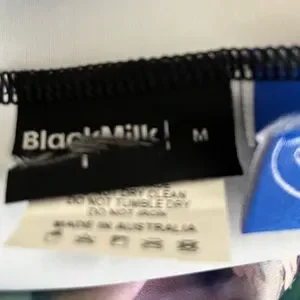 BlackMilk M
DRY CLEAN
DO NOT TUMBLE DRY
DO NOT IRON
MADE IN AUSTRALIA